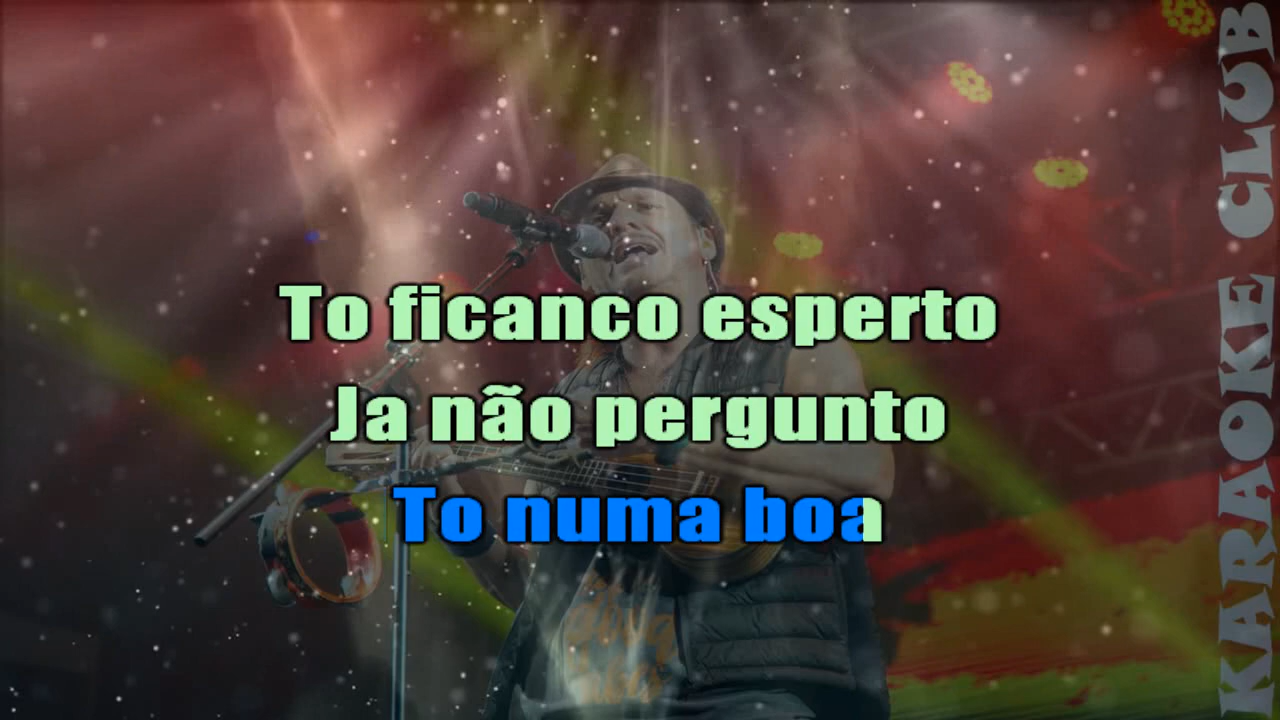 To ficanco esperto
Ja não pergunto
To numa boa
KARAOKE CLUB